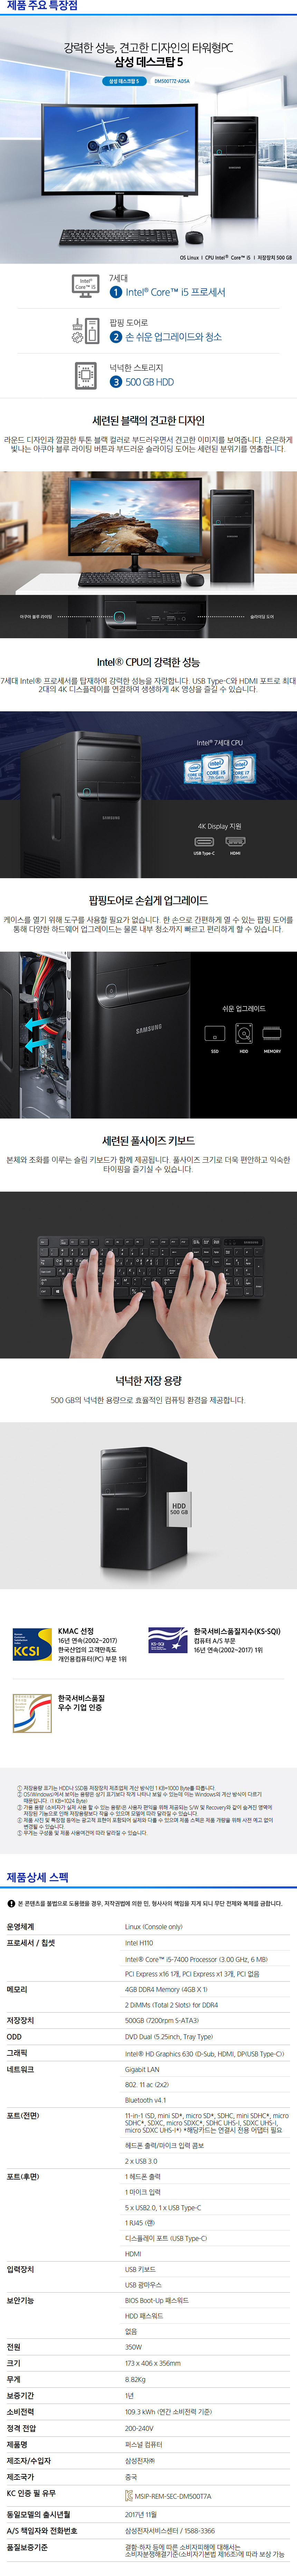 제품 주요 특장점
강력한 성능, 견고한 디자인의 타워형PC
삼성 데스크탑 5
삼성 데스크탑 5 DM500T7Z-AD5A
OS Linux I CPU Intel® Core™ i5 I 저장장치 500 GB
Intel®
Core™ i5
7세대
1 Intel® Core™ i5 프로세서
팝핑 도어로
2 손 쉬운 업그레이드와 청소
넉넉한 스토리지
3 500 GB HDD
세련된 블랙의 견고한 디자인
라운드 디자인과 깔끔한 투톤 블랙 컬러로 부드러우면서 견고한 이미지를 보여줍니다. 은은하게
빛나는 아쿠아 블루 라이팅 버튼과 부드러운 슬라이딩 도어는 세련된 분위기를 연출합니다.
아쿠아 블루 라이팅
슬라이딩 도어
Intel® CPU의 강력한 성능
7세대 Intel® 프로세서를 탑재하여 강력한 성능을 자랑합니다. USB Type-C와 HDMI 포트로 최대
2대의 4K 디스플레이를 연결하여 생생하게 4K 영상을 즐길 수 있습니다.
Intel® 7세대 CPU
4K Display 지원
USB Type-C HDMI
SAMSUNG
팝핑도어로 손쉽게 업그레이드
케이스를 열기 위해 도구를 사용할 필요가 없습니다. 한 손으로 간편하게 열 수 있는 팝핑 도어를
통해 다양한 하드웨어 업그레이드는 물론 내부 청소까지 빠르고 편리하게 할 수 있습니다.
SAMSUNG
쉬운 업그레이드
SSD HDD MEMORY
세련된 풀사이즈 키보드
본체와 조화를 이루는 슬림 키보드가 함께 제공됩니다. 풀사이즈 크기로 더욱 편안하고 익숙한
타이핑을 즐기실 수 있습니다.
넉넉한 저장 용량
500 GB의 넉넉한 용량으로 효율적인 컴퓨팅 환경을 제공합니다.
SAMSUNG
HDD
500 GB
KCSI
KMAC 선정
16년 연속(2002~2017)
한국산업의 고객만족도
개인용컴퓨터(PC) 부문 1위
KS-SQI
한국서비스품질지수(KS-SQI)
컴퓨터 A/S 부문
16년 연속(2002~2017) 1위
한국서비스품질
우수 기업 인증
① 저장용량 표기는 HDD나 SSD등 저장장치 제조업체 계산 방식인 1 KB=1000 Byte를 따릅니다.
② OS(Windows)에서 보이는 용량은 상기 표기보다 작게 나타나 보일 수 있는데 이는 Windows의 계산 방식이 다르기
때문입니다. (1 KB=1024 Byte)
③ 가용 용량 (소비자가 실제 사용 할 수 있는 용량)은 사용자 편익을 위해 제공되는 S/W 및 Recovery와 같이 숨겨진 영역에
저장된 기능으로 인해 저장용량보다 작을 수 있으며 모델에 따라 달라질 수 있습니다.
④ 제품 사진 및 특장점 등에는 광고적 표현이 포함되어 실제와 다를 수 있으며 제품 스펙은 제품 개량을 위해 사전 예고 없이
변경될 수 있습니다.
⑤ 무게는 구성품 및 제품 사용예건에 따라 달라질 수 있습니다.
제품상세 스펙
본 콘텐츠를 불법으로 도용했을 경우, 저작권법에 의한 민, 형사사의 책임을 지게 되니 무단 전재와 복제를 금합니다.
운영체계 Linux (Console only)
프로세서 / 칩셋 Intel H110
Intel® Core™ i5-7400 Processor (3.00 GHz, 6 MB)
PCI Express x16 1개, PCI Express x1 3개, PCI 없음
메모리 4GB DDR4 Memory (4GB X 1)
2 DIMMs (Total 2 Slots) for DDR4
저장장치 500GB (7200rpm S-ATA3)
ODD DVD Dual (5.25inch, Tray Type)
그래픽 Intel® HD Graphics 630 (D-Sub, HDMI, DP(USB Type-C))
네트워크 Gigabit LAN
802. 11 ac (2x2)
Bluetooth v4.1
포트(전면) 11-in-1 (SD, mini SD*, micro SD*, SDHC, mini SDHC*, micro
SDHC*, SDXC, micro SDXC*, SDHC UHS-I, SDXC UHS-I,
micro SDXC UHS-I*) *해당카드는 연결시 전용 어댑터 필요
헤드폰 출력/마이크 입력 콤보
2 x USB 3.0
포트(후면) 1 헤드폰 출력
1 마이크 입력
5 x USB2.0, 1 x USB Type-C
1 RJ45 (랜)
디스플레이 포트 (USB Type-C)
HDMI
입력장치 USB 키보드
USB 광마우스
보안기능 BIOS Boot-Up 패스워드
HDD 패스워드
없음
전원 350W
크기 173 x 406 x 356mm
무게 8.82Kg
보증기간 1년
소비전력 109.3 kWh (연간 소비전력 기준)
정격 전압 200-240V
제품명 퍼스널 컴퓨터
제조자/수입자 삼성전자㈜
제조국가 중국
KC 인증 필 유무 MSIP-REM-SEC-DM500T7A
동일모델의 출시년월 2017년 11월
A/S 책임자와 전화번호 삼성전자서비스센터 / 1588-3366
품질보증기준 결함·하자 등에 따른 소비자피해에 대해서는
소비자분쟁해결기준(소비자기본법 제16조)에 따라 보상 가능